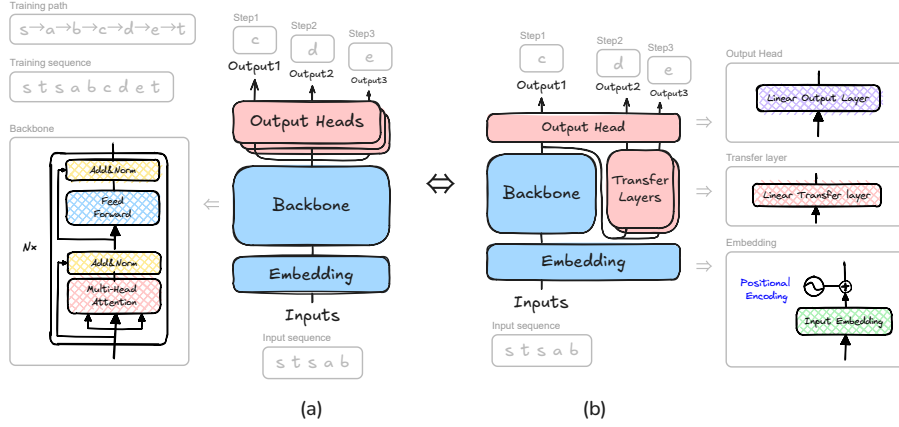 Training path
s→a→b→c→d→e→t
Training sequence
s t s a b c d e t
Backbone
Add&Norm
Feed
Forward
N×
Add&Norm
Multi-Head
Attention
Step1
c
Output1
Step2
d
Output2
Step3
e
Output3
Output Heads
Backbone
Embedding
Inputs
Input sequence
s t s a b
(a)
⇔
Step1
c
Output1
Step2
d
Output2
Step3
e
Output3
Output Head
Backbone
Transfer
Layers
Embedding
Inputs
Input sequence
s t s a b
(b)
Output Head
Linear Output Layer
Transfer layer
Linear Transfer layer
Embedding
Positional
Encoding
Input Embedding